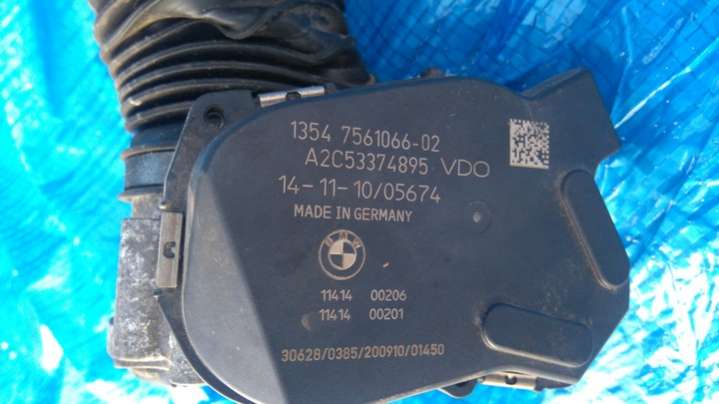 1354 7561066-02
A2C53374895 VDO
14-11-10/05674
MADE IN GERMANY
BMW
11414 00206
11414 00201
30628/0385/200910/01450